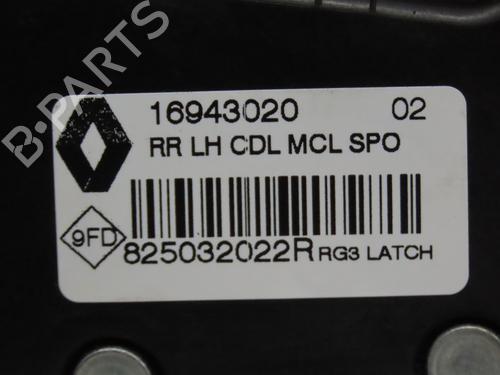 B-PARTS
16943020 02
RR LH CDL MCL SPO
9FD
825032022R RG3 LATCH